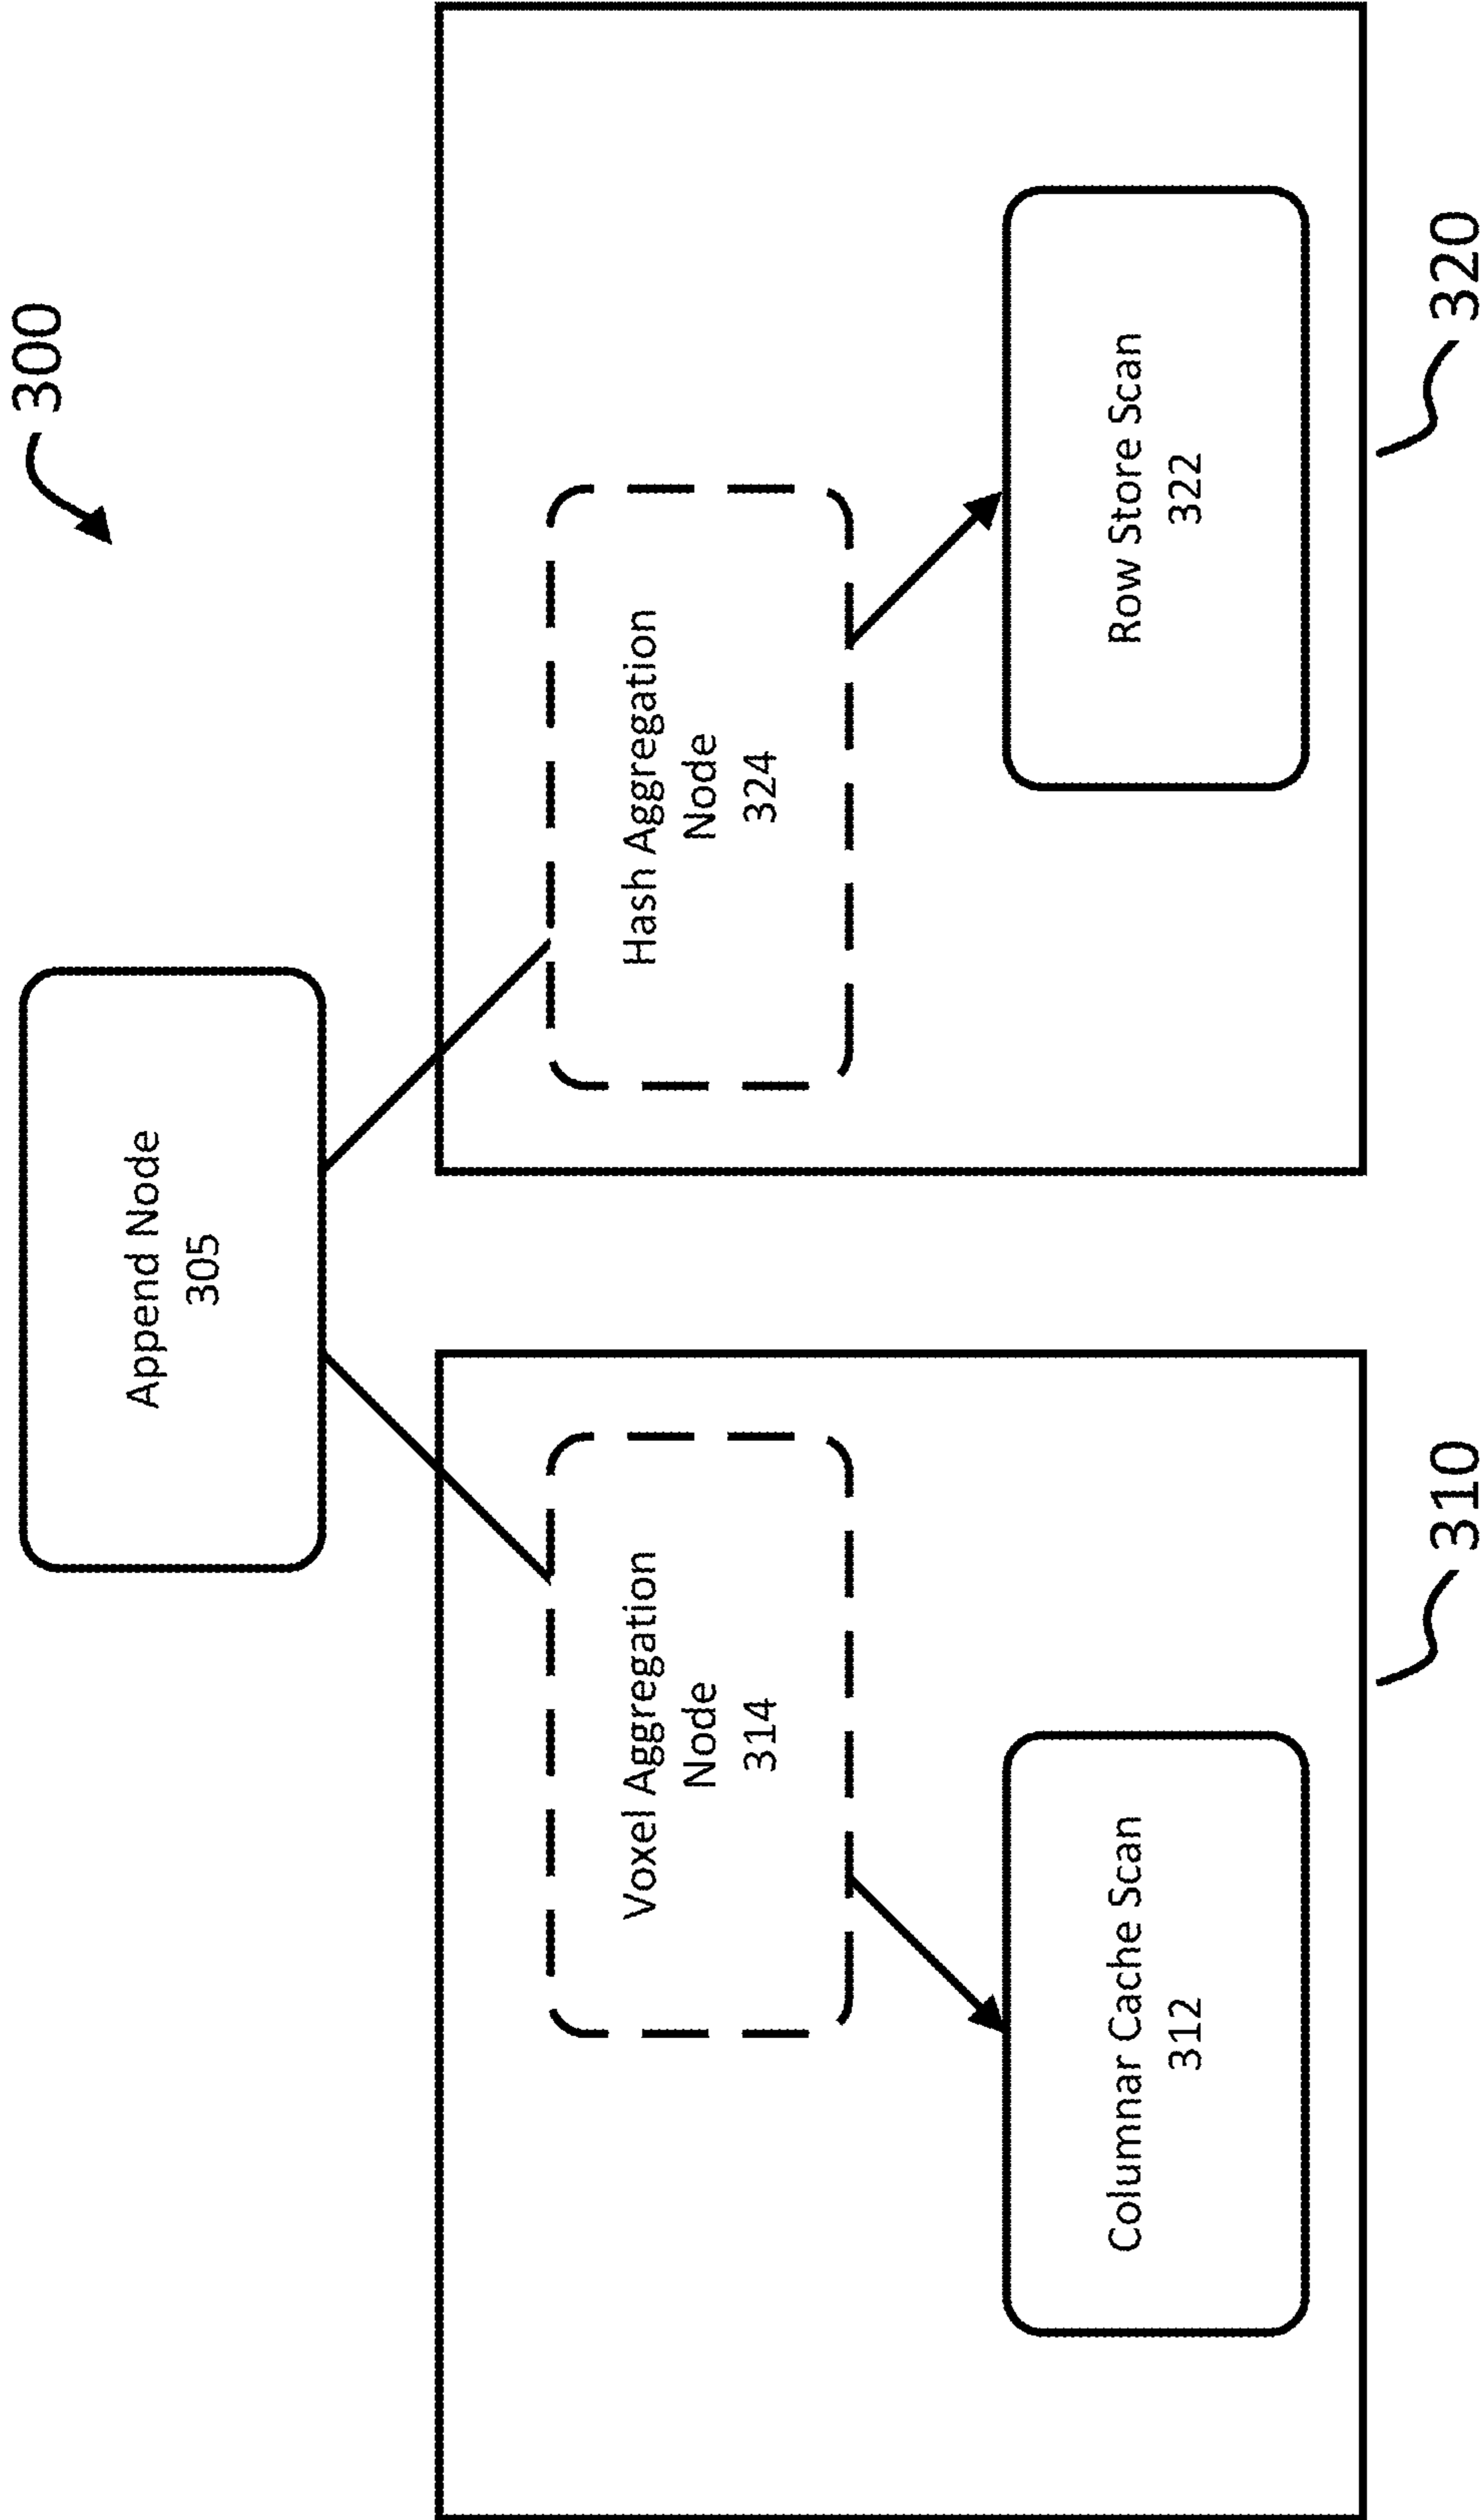 300
Append Node
305
Voxel Aggregation
Node
314
Hash Aggregation
Node
324
Columnar Cache Scan
312
Row Store Scan
322
310
320